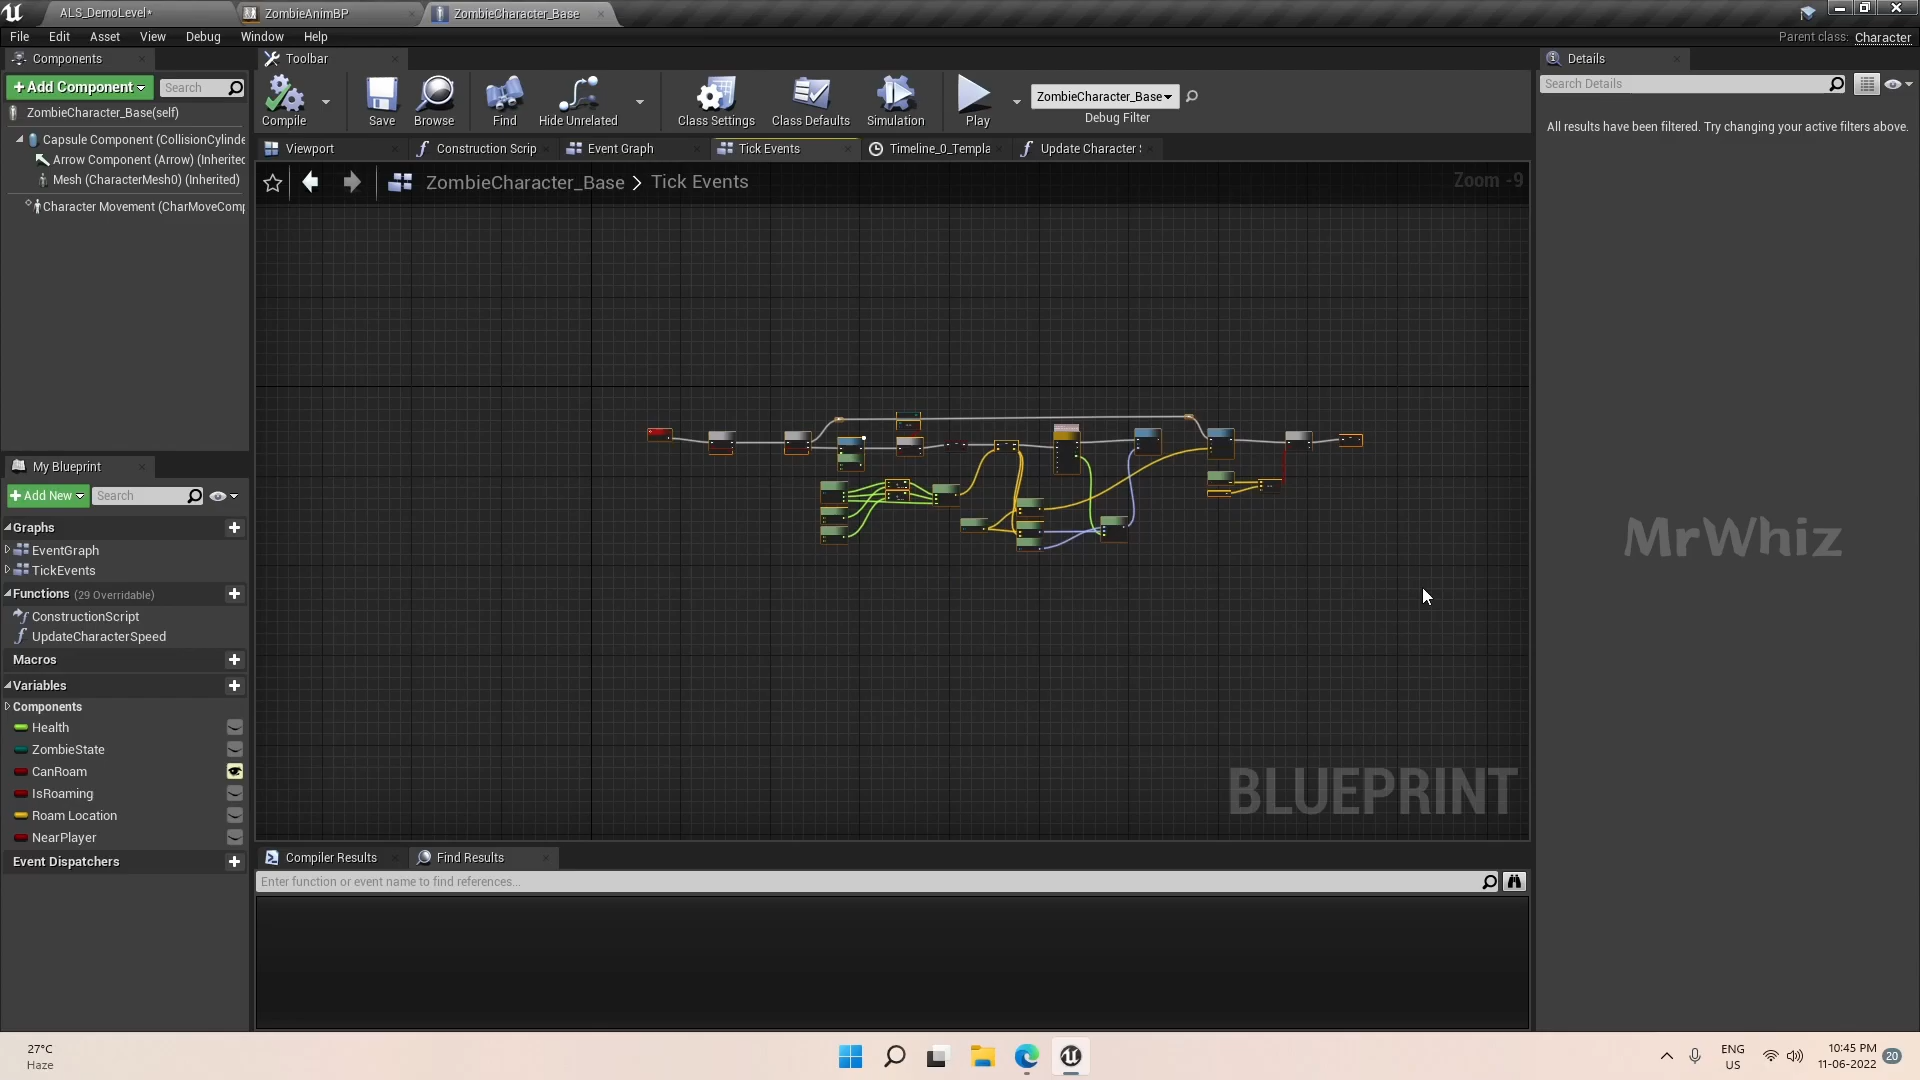 ALS_DemoLevel*
ZombieAnimBP
ZombieCharacter_Base
File Edit Asset View Debug Window Help
Parent class: Character
Components
Toolbar
Details
+Add Component
Search
Compile
Save
Browse
Find
Hide Unrelated
Class Settings
Class Defaults
Simulation
Play
ZombieCharacter_Base
Debug Filter
Search Details
All results have been filtered. Try changing your active filters above.
ZombieCharacter_Base(self)
Capsule Component (CollisionCylinde
Arrow Component (Arrow) (Inherited
Mesh (CharacterMesh0) (Inherited)
Character Movement (CharMoveComp
Viewport
Construction Scrip
Event Graph
Tick Events
Timeline_0_Templa
Update Character
ZombieCharacter_Base > Tick Events
Zoom -9
My Blueprint
+Add New
Search
Graphs
EventGraph
TickEvents
Functions (29 Overridable)
ConstructionScript
UpdateCharacterSpeed
Macros
Variables
Components
Health
ZombieState
CanRoam
IsRoaming
Roam Location
NearPlayer
Event Dispatchers
MrWhiz
BLUEPRINT
Compiler Results
Find Results
Enter function or event name to find references...
27°C
Haze
ENG
US
10:45 PM
11-06-2022
20